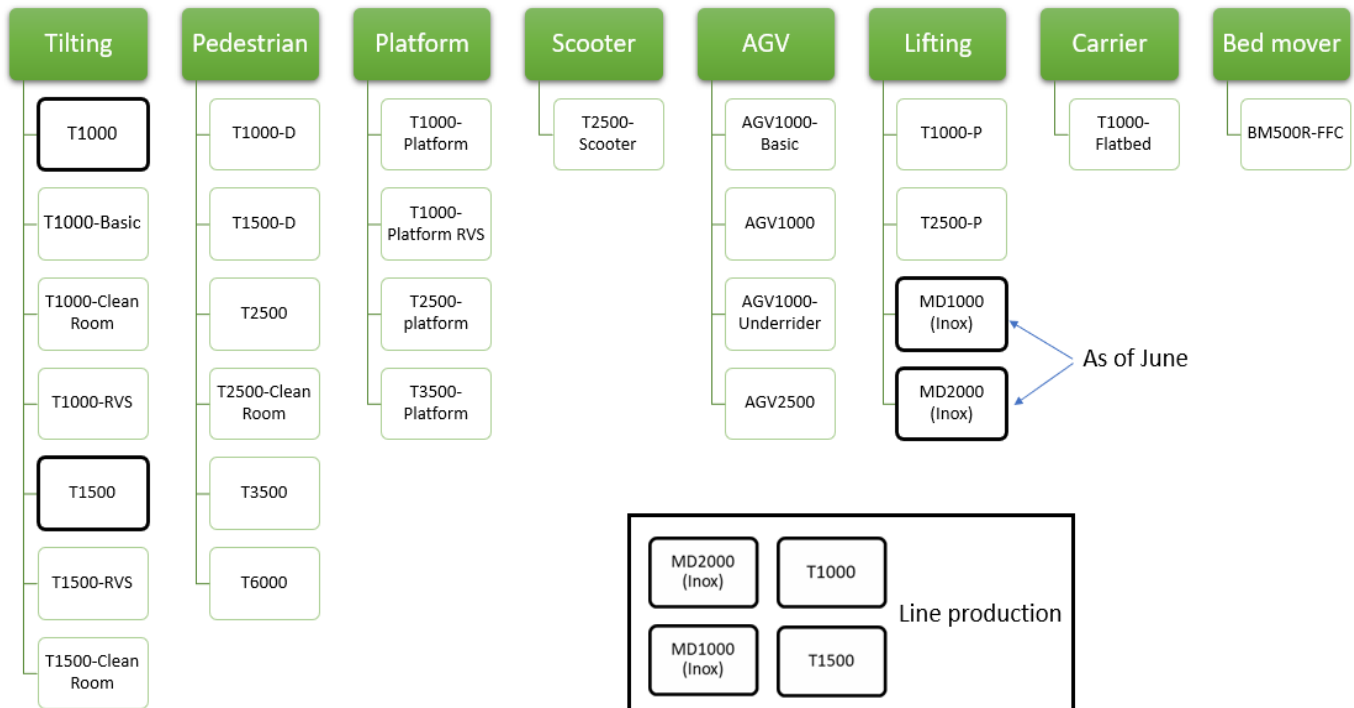 Tilting
Pedestrian
Platform
Scooter
AGV
Lifting
Carrier
Bed mover
T1000
T1000-Basic
T1000-Clean
Room
T1000-RVS
T1500
T1500-RVS
T1500-Clean
Room
T1000-D
T1500-D
T2500
T2500-Clean
Room
T3500
T6000
T1000-
Platform
T1000-
Platform RVS
T2500-
platform
T3500-
Platform
T2500-
Scooter
AGV1000-
Basic
AGV1000
AGV1000-
Underrider
AGV2500
T1000-P
T2500-P
MD1000
(Inox)
MD2000
(Inox)
T1000-
Flatbed
BM500R-FFC
As of June
MD2000
(Inox)
T1000
MD1000
(Inox)
T1500
Line production